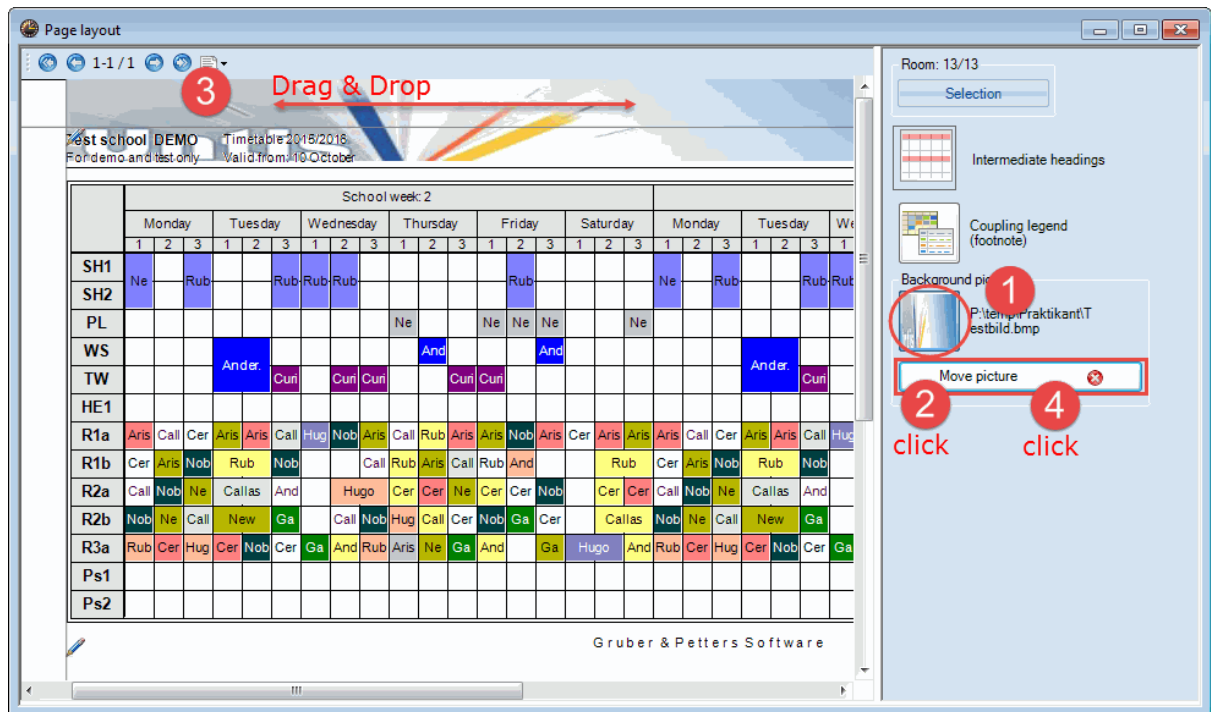 Page layout
1-1 / 1
3
Drag & Drop
Test school DEMO Timetable 2015/2016
For demo and test only Valid from: 10 October
School week: 2
Monday Tuesday Wednesday Thursday Friday Saturday Monday Tuesday We
1 2 3 1 2 3 1 2 3 1 2 3 1 2 3 1 2 3 1 2 3 1 2 3 1
SH1
Ne Rub Rub Rub Rub Rub Ne Rub Rub Rub
SH2
PL Ne Ne Ne Ne Ne
WS And And
Ander. Ander.
TW Curi Curi Curi Curi Curi Curi
HE1
R1a Aris Call Cer Aris Aris Call Hug Nob Aris Call Rub Aris Aris Nob Aris Cer Aris Aris Aris Call Cer Aris Aris Call Hug
R1b Cer Aris Nob Rub Nob Call Rub Aris Call Rub And Rub Cer Aris Nob Rub Nob
R2a Call Nob Ne Callas And Hugo Cer Cer Ne Cer Cer Nob Cer Cer Call Nob Ne Callas And
R2b Nob Ne Call New Ga Call Nob Hug Call Cer Nob Ga Cer Callas Nob Ne Call New Ga
R3a Rub Cer Hug Cer Nob Cer Ga And Rub Aris Ne Ga And Ga Hugo And Rub Cer Hug Cer Nob Cer Ga
Ps1
Ps2
Gruber & Petters Software
Room: 13/13
Selection
Intermediate headings
Coupling legend
(footnote)
Background pic
1
P:\temp\Praktikant\T
estbild.bmp
Move picture
2 4
click click